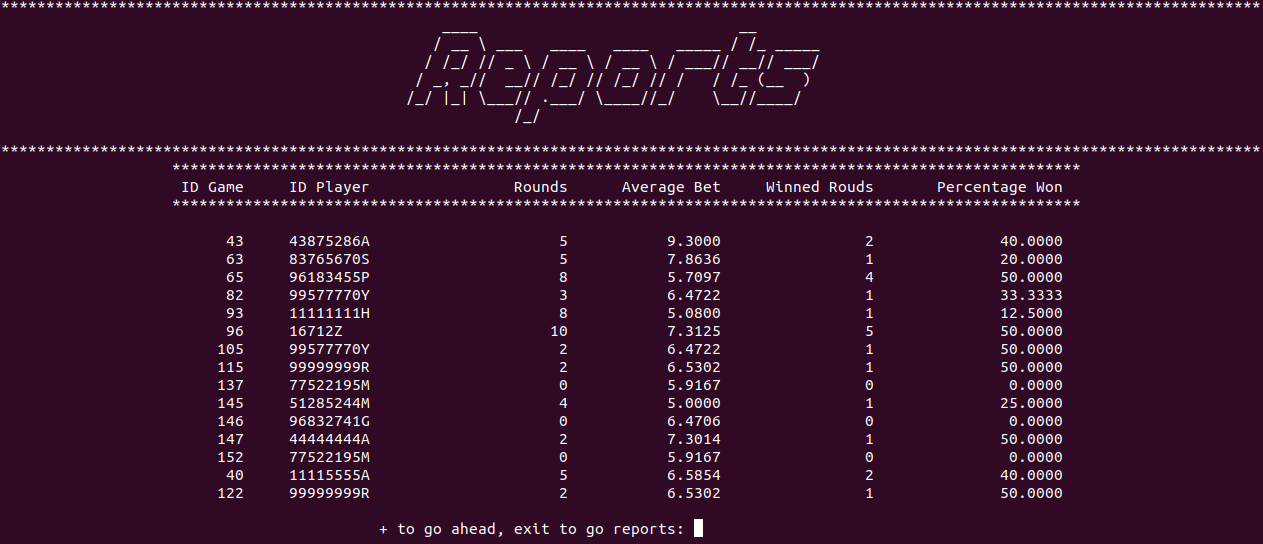 Reports
ID Game ID Player Rounds Average Bet Winned Rouds Percentage Won
43 43875286A 5 9.3000 2 40.0000
63 83765670S 5 7.8636 1 20.0000
65 96183455P 8 5.7097 4 50.0000
82 99577770Y 3 6.4722 1 33.3333
93 11111111H 8 5.0800 1 12.5000
96 16712Z 10 7.3125 5 50.0000
105 99577770Y 2 6.4722 1 50.0000
115 99999999R 2 6.5302 1 50.0000
137 77522195M 0 5.9167 0 0.0000
145 51285244M 4 5.0000 1 25.0000
146 96832741G 0 6.4706 0 0.0000
147 44444444A 2 7.3014 1 50.0000
152 77522195M 0 5.9167 0 0.0000
40 11115555A 5 6.5854 2 40.0000
122 99999999R 2 6.5302 1 50.0000
+ to go ahead, exit to go reports: